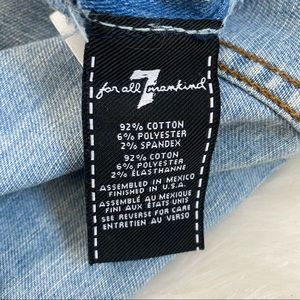 for all 7 mankind
92% COTTON
6% POLYESTER
2% SPANDEX
92% COTON
6% POLYESTER
2% ÉLASTHANNE
ASSEMBLED IN MEXICO
FINISHED IN U.S.A.
ASSEMBLÉ AU MEXIQUE
FINI AUX ÉTATS UNIS
SEE REVERSE FOR CARE
ENTRETIEN AU VERSO